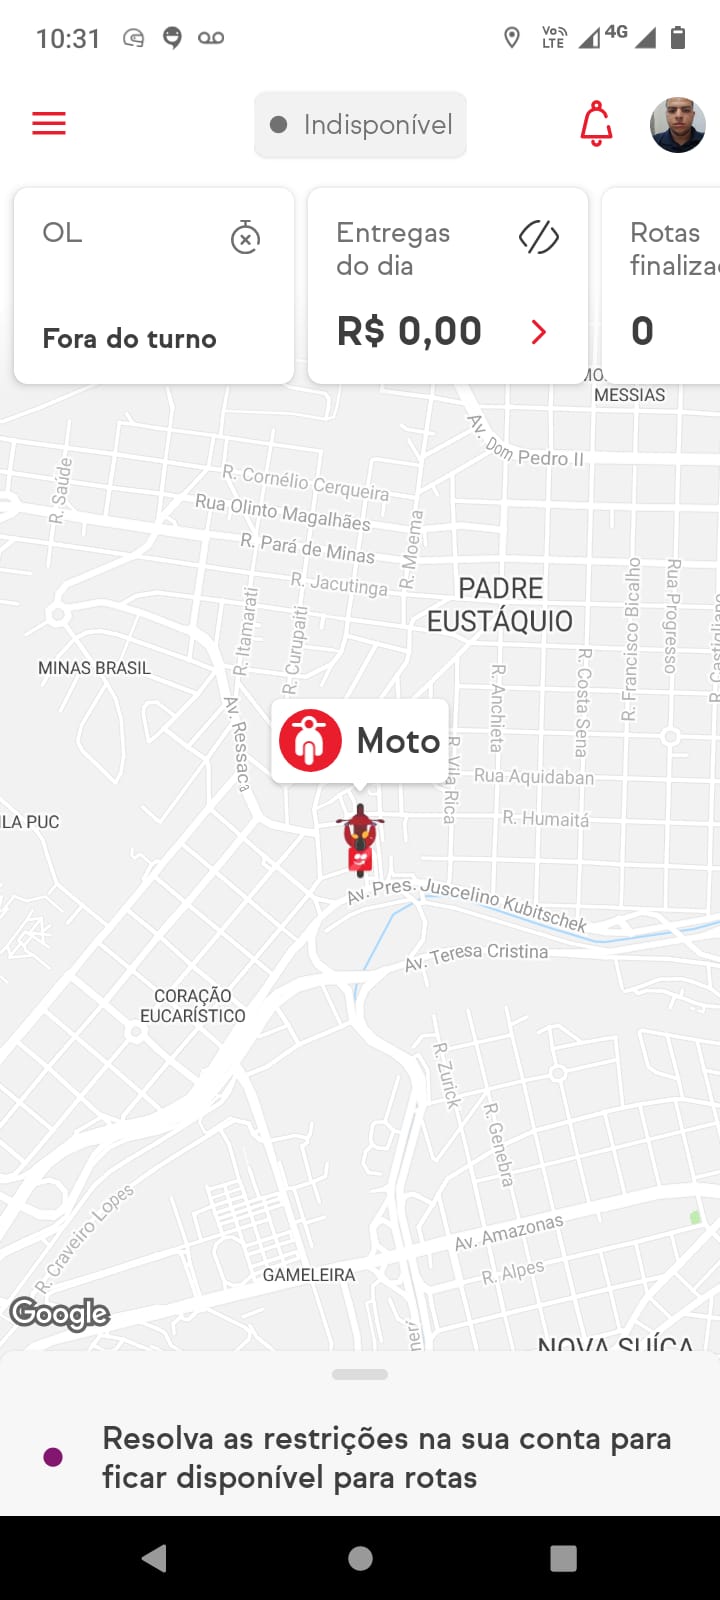 10:31
Vo
LTE
4G
Indisponível
OL
Fora do turno
Entregas
do dia
R$ 0,00
Rotas
0
MESSIAS
Av. Dom Pedro II
R. Saúde
R. Cornélio Cerqueira
Rua Olinto Magalhães
R. Pará de Minas
R. Moema
R. Jacutinga
PADRE
EUSTÁQUIO
R. Itamarati
R. Curupaiti
R. Francisco Bicalho
Rua Progresso
MINAS BRASIL
R. Anchieta
R. Costa Sena
Av. Ressaca
Moto
R. Vila Rica
Rua Aquidaban
R. Humaitá
PUC
Av. Pres. Juscelino Kubitschek
Av. Teresa Cristina
CORAÇÃO
EUCARÍSTICO
R. Zurick
R. Genebra
R. Craveiro Lopes
Av. Amazonas
R. Alpes
GAMELEIRA
Google
NOVA SUÍÇA
Resolva as restrições na sua conta para
ficar disponível para rotas